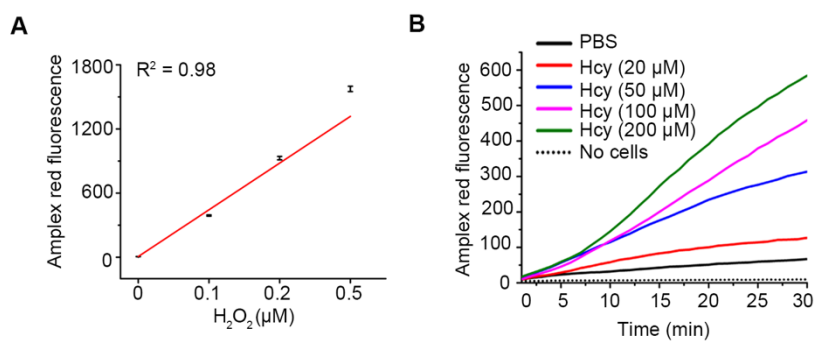 A
R² = 0.98
Amplex red fluorescence
1800
1200
600
0
0 0.1 0.2 0.5
H₂O₂(µM)
B
PBS
Hcy (20 µM)
Hcy (50 µM)
Hcy (100 µM)
Hcy (200 µM)
No cells
Amplex red fluorescence
600
500
400
300
200
100
0
0 5 10 15 20 25 30
Time (min)